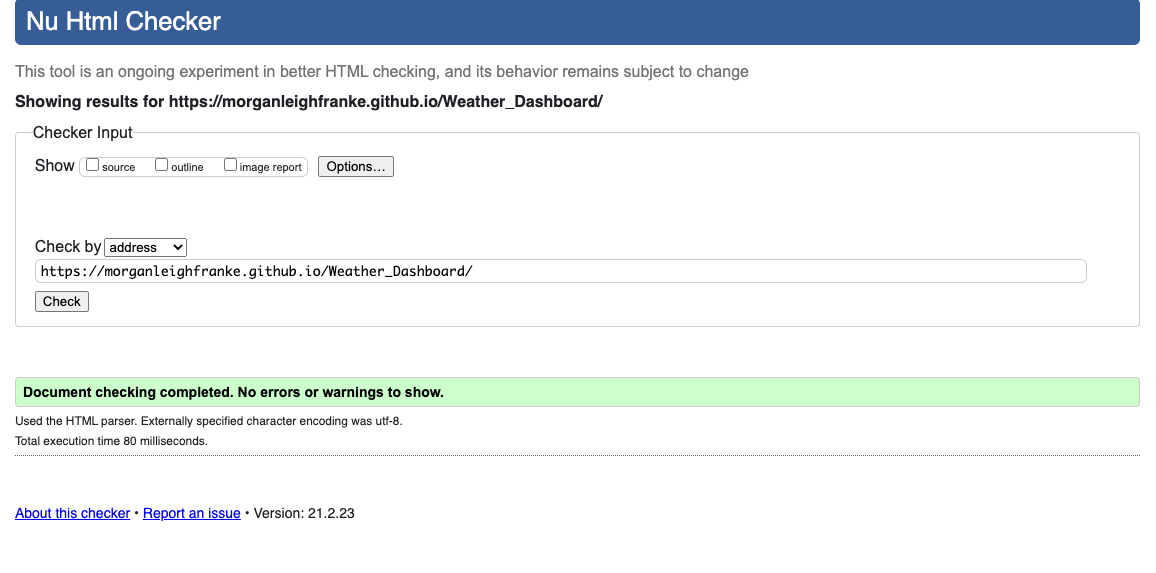 Nu Html Checker
This tool is an ongoing experiment in better HTML checking, and its behavior remains subject to change
Showing results for https://morganleighfranke.github.io/Weather_Dashboard/
Checker Input
Show source outline image report Options...
Check by address
https://morganleighfranke.github.io/Weather_Dashboard/
Check
Document checking completed. No errors or warnings to show.
Used the HTML parser. Externally specified character encoding was utf-8.
Total execution time 80 milliseconds.
About this checker • Report an issue • Version: 21.2.23